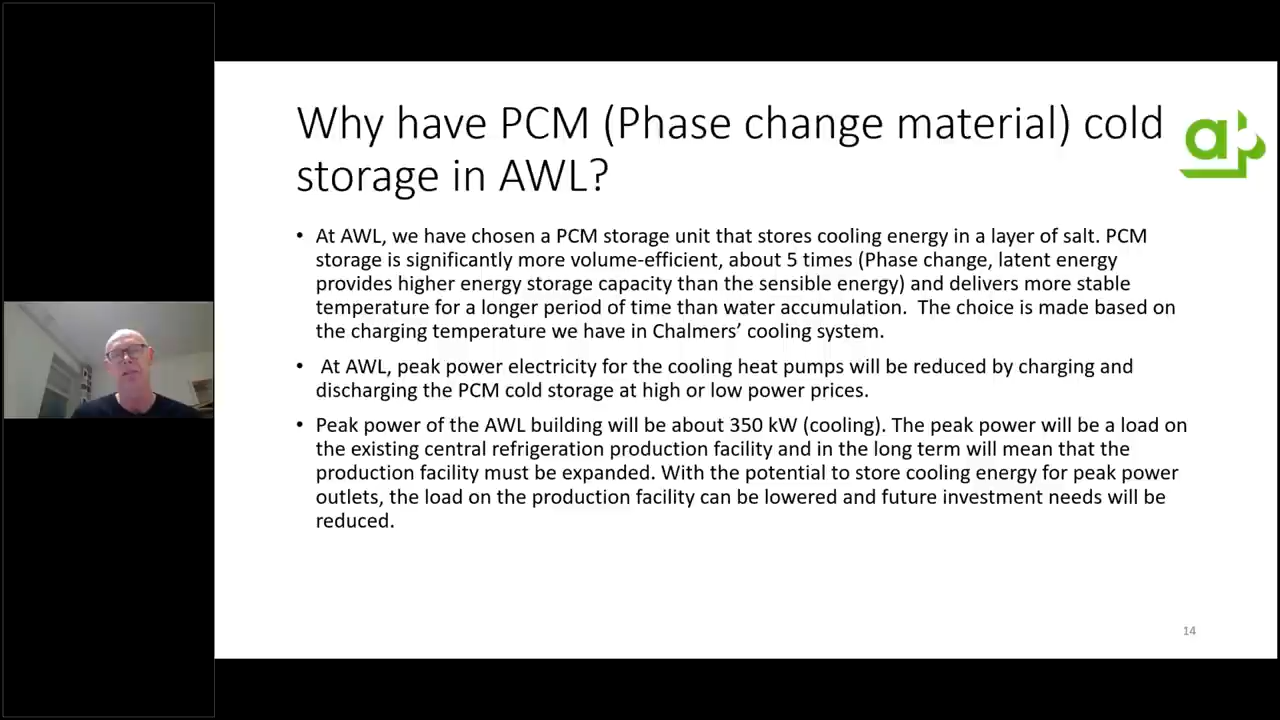 Why have PCM (Phase change material) cold
storage in AWL?
• At AWL, we have chosen a PCM storage unit that stores cooling energy in a layer of salt. PCM
storage is significantly more volume-efficient, about 5 times (Phase change, latent energy
provides higher energy storage capacity than the sensible energy) and delivers more stable
temperature for a longer period of time than water accumulation.  The choice is made based on
the charging temperature we have in Chalmers’ cooling system.
• At AWL, peak power electricity for the cooling heat pumps will be reduced by charging and
discharging the PCM cold storage at high or low power prices.
• Peak power of the AWL building will be about 350 kW (cooling). The peak power will be a load on
the existing central refrigeration production facility and in the long term will mean that the
production facility must be expanded. With the potential to store cooling energy for peak power
outlets, the load on the production facility can be lowered and future investment needs will be
reduced.
14